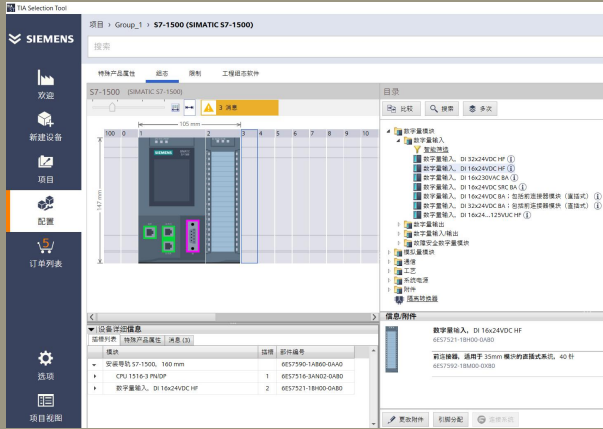 TIA Selection Tool
SIEMENS
项目 › Group_1 › S7-1500 (SIMATIC S7-1500)
搜索
特殊产品属性 组态 限制 工程组态软件
欢迎
新建设备
项目
配置
5/
订单列表
选项
项目视图
S7-1500 (SIMATIC S7-1500)
3 消息
105 mm
100 0 1 2 3 4 5 6 7 8 9 10
147 mm
SIEMENS
目录
比较 搜索 多次
数字量模块
数字量输入
智能筛选
数字量输入, DI 32x24VDC HF
数字量输入, DI 16x24VDC HF
数字量输入, DI 16x230VAC BA
数字量输入, DI 16x24VDC SRC BA
数字量输入, DI 16x24VDC BA：包括前连接器模块（直插式）
数字量输入, DI 32x24VDC BA：包括前连接器模块（直插式）
数字量输入, DI 16x24...125VUC HF
数字量输出
数字量输入/输出
故障安全数字量模块
模拟量模块
通信
工艺
系统电源
附件
隔离转换器
设备详细信息
插槽列表 特殊产品属性 消息 (3)
模块 插槽 部件编号
安装导轨 S7-1500, 160 mm 6ES7590-1AB60-0AA0
CPU 1516-3 PN/DP 1 6ES7516-3AN02-0AB0
数字量输入, DI 16x24VDC HF 2 6ES7521-1BH00-0AB0
信息/附件
数字量输入, DI 16x24VDC HF
6ES7521-1BH00-0AB0
前连接器, 适用于 35mm 模块的直插式系统, 40 针
6ES7592-1BM00-0XB0
更改附件 引脚分配